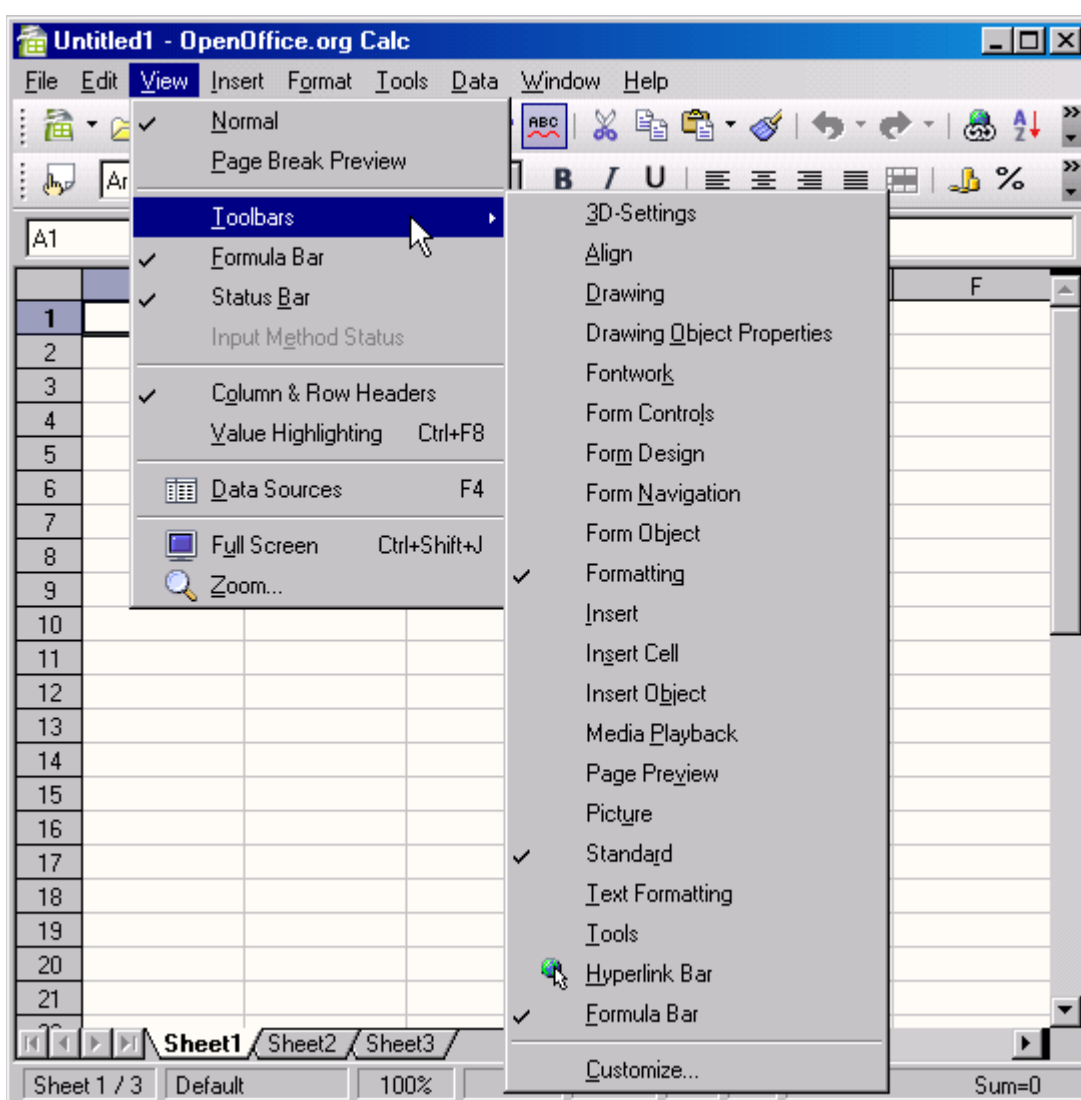 Untitled1 - OpenOffice.org Calc
File Edit View Insert Format Tools Data Window Help
ABC
Ar B I U %
A1
Normal
Page Break Preview
Toolbars
Formula Bar
Status Bar
Input Method Status
Column & Row Headers
Value Highlighting Ctrl+F8
Data Sources F4
Full Screen Ctrl+Shift+J
Zoom...
3D-Settings
Align
Drawing
Drawing Object Properties
Fontwork
Form Controls
Form Design
Form Navigation
Form Object
Formatting
Insert
Insert Cell
Insert Object
Media Playback
Page Preview
Picture
Standard
Text Formatting
Tools
Hyperlink Bar
Formula Bar
Customize...
F
1
2
3
4
5
6
7
8
9
10
11
12
13
14
15
16
17
18
19
20
21
Sheet1 Sheet2 Sheet3
Sheet 1 / 3 Default 100% Sum=0